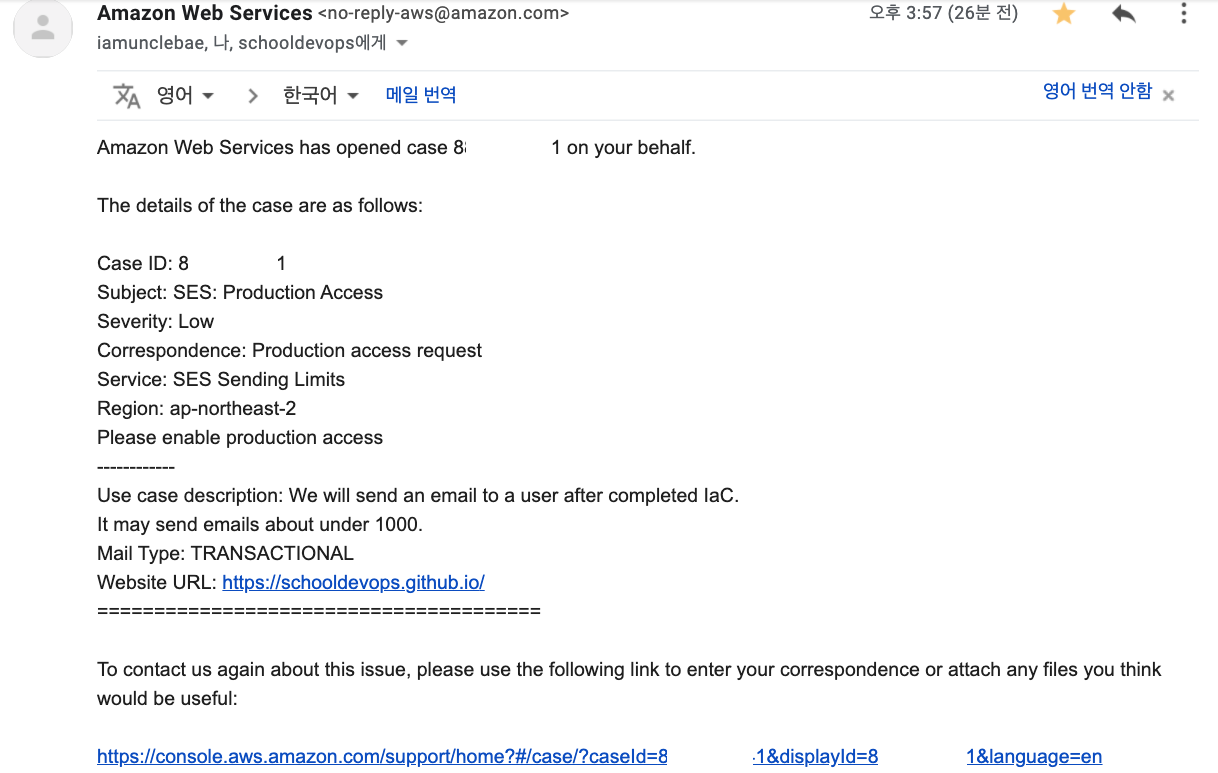 Amazon Web Services <no-reply-aws@amazon.com>
오후 3:57 (26분 전)
iamunclebae, 나, schooldevops에게
영어 한국어 메일 번역
영어 번역 안함
Amazon Web Services has opened case 8 1 on your behalf.
The details of the case are as follows:
Case ID: 8 1
Subject: SES: Production Access
Severity: Low
Correspondence: Production access request
Service: SES Sending Limits
Region: ap-northeast-2
Please enable production access
------------
Use case description: We will send an email to a user after completed IaC.
It may send emails about under 1000.
Mail Type: TRANSACTIONAL
Website URL: https://schooldevops.github.io/
=======================================
To contact us again about this issue, please use the following link to enter your correspondence or attach any files you think
would be useful:
https://console.aws.amazon.com/support/home?#/case/?caseId=8 1&displayId=8 1&language=en